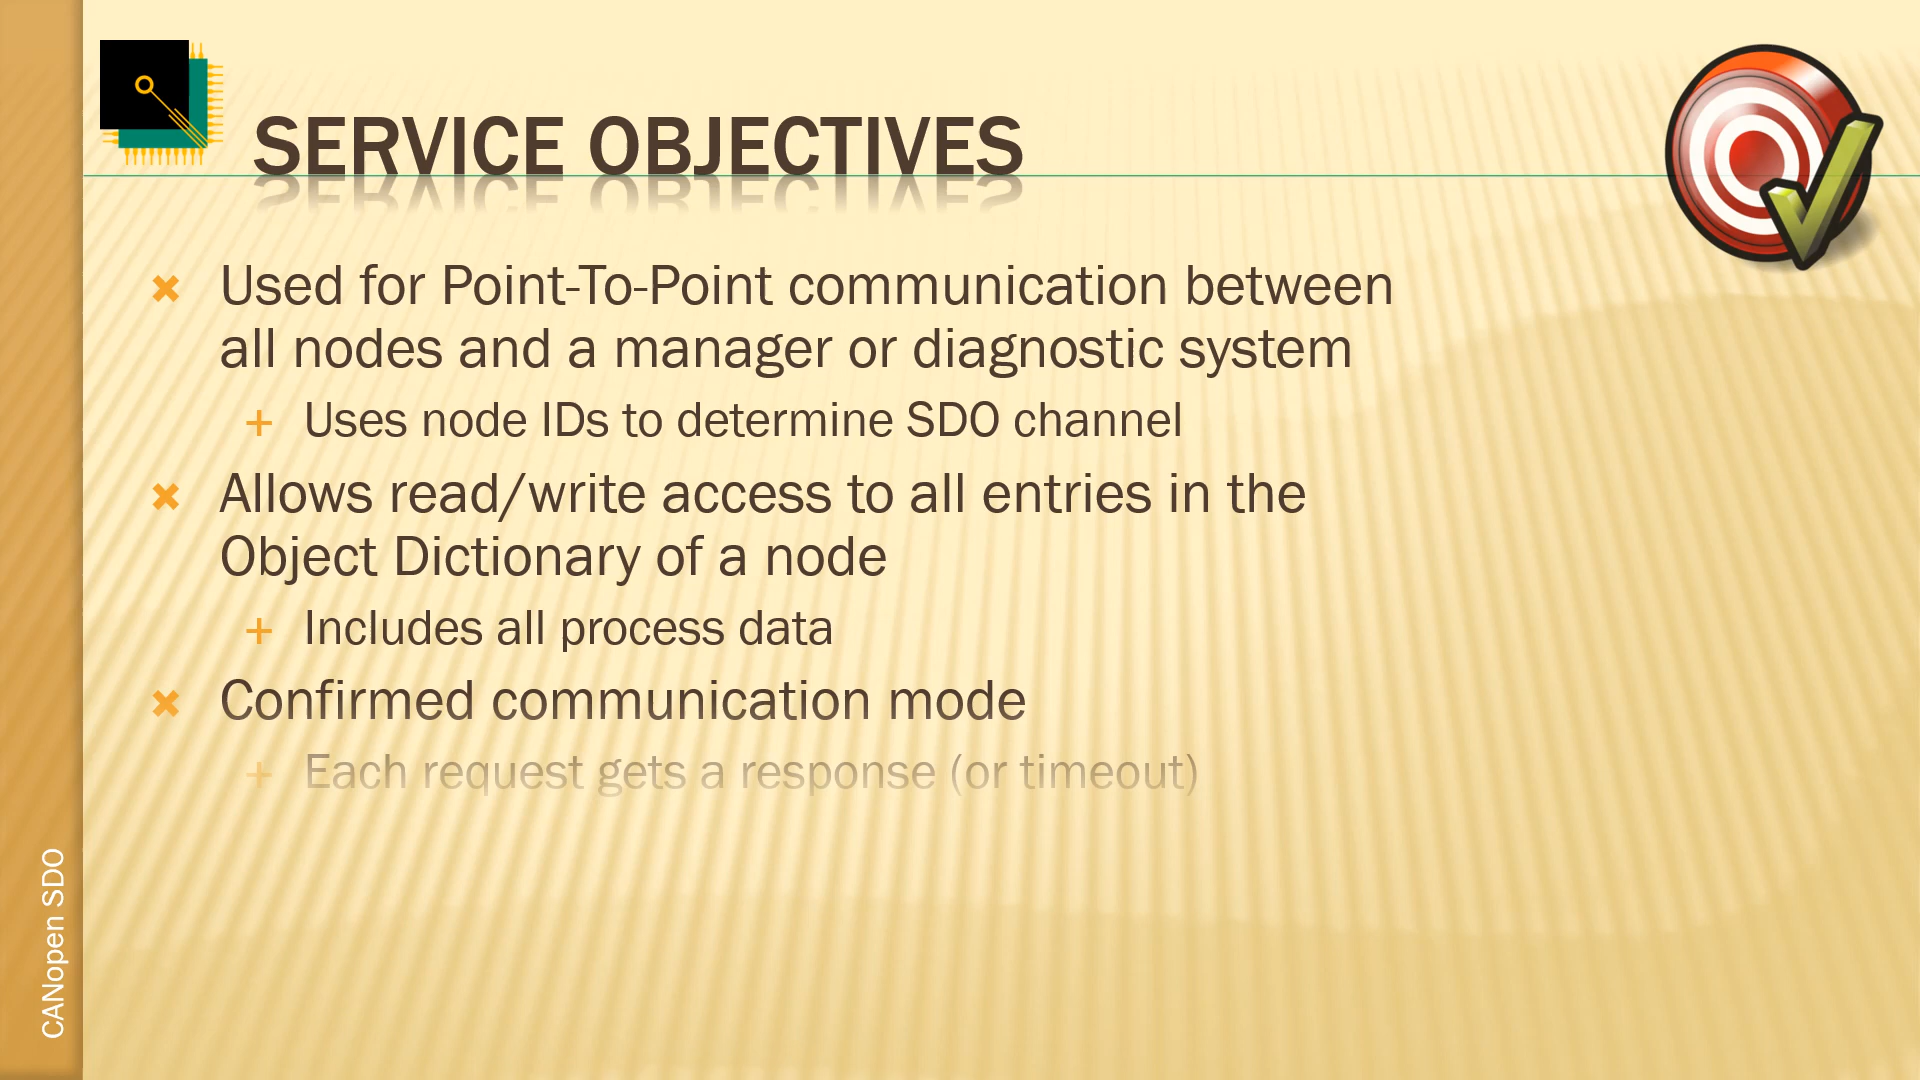 SERVICE OBJECTIVES
Used for Point-To-Point communication between
all nodes and a manager or diagnostic system
Uses node IDs to determine SDO channel
Allows read/write access to all entries in the
Object Dictionary of a node
Includes all process data
Confirmed communication mode
Each request gets a response (or timeout)
CANopen SDO